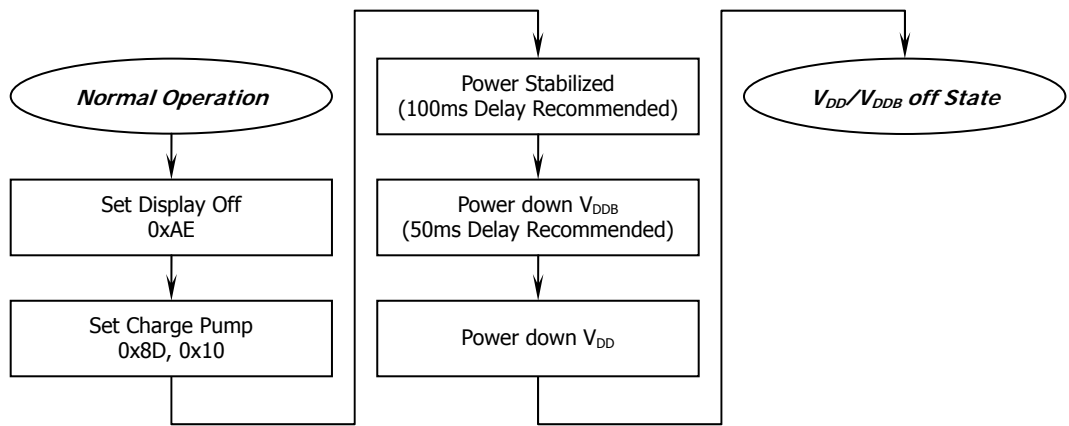 Normal Operation
Set Display Off
0xAE
Set Charge Pump
0x8D, 0x10
Power Stabilized
(100ms Delay Recommended)
Power down VDDB
(50ms Delay Recommended)
Power down VDD
VDD/VDDB off State